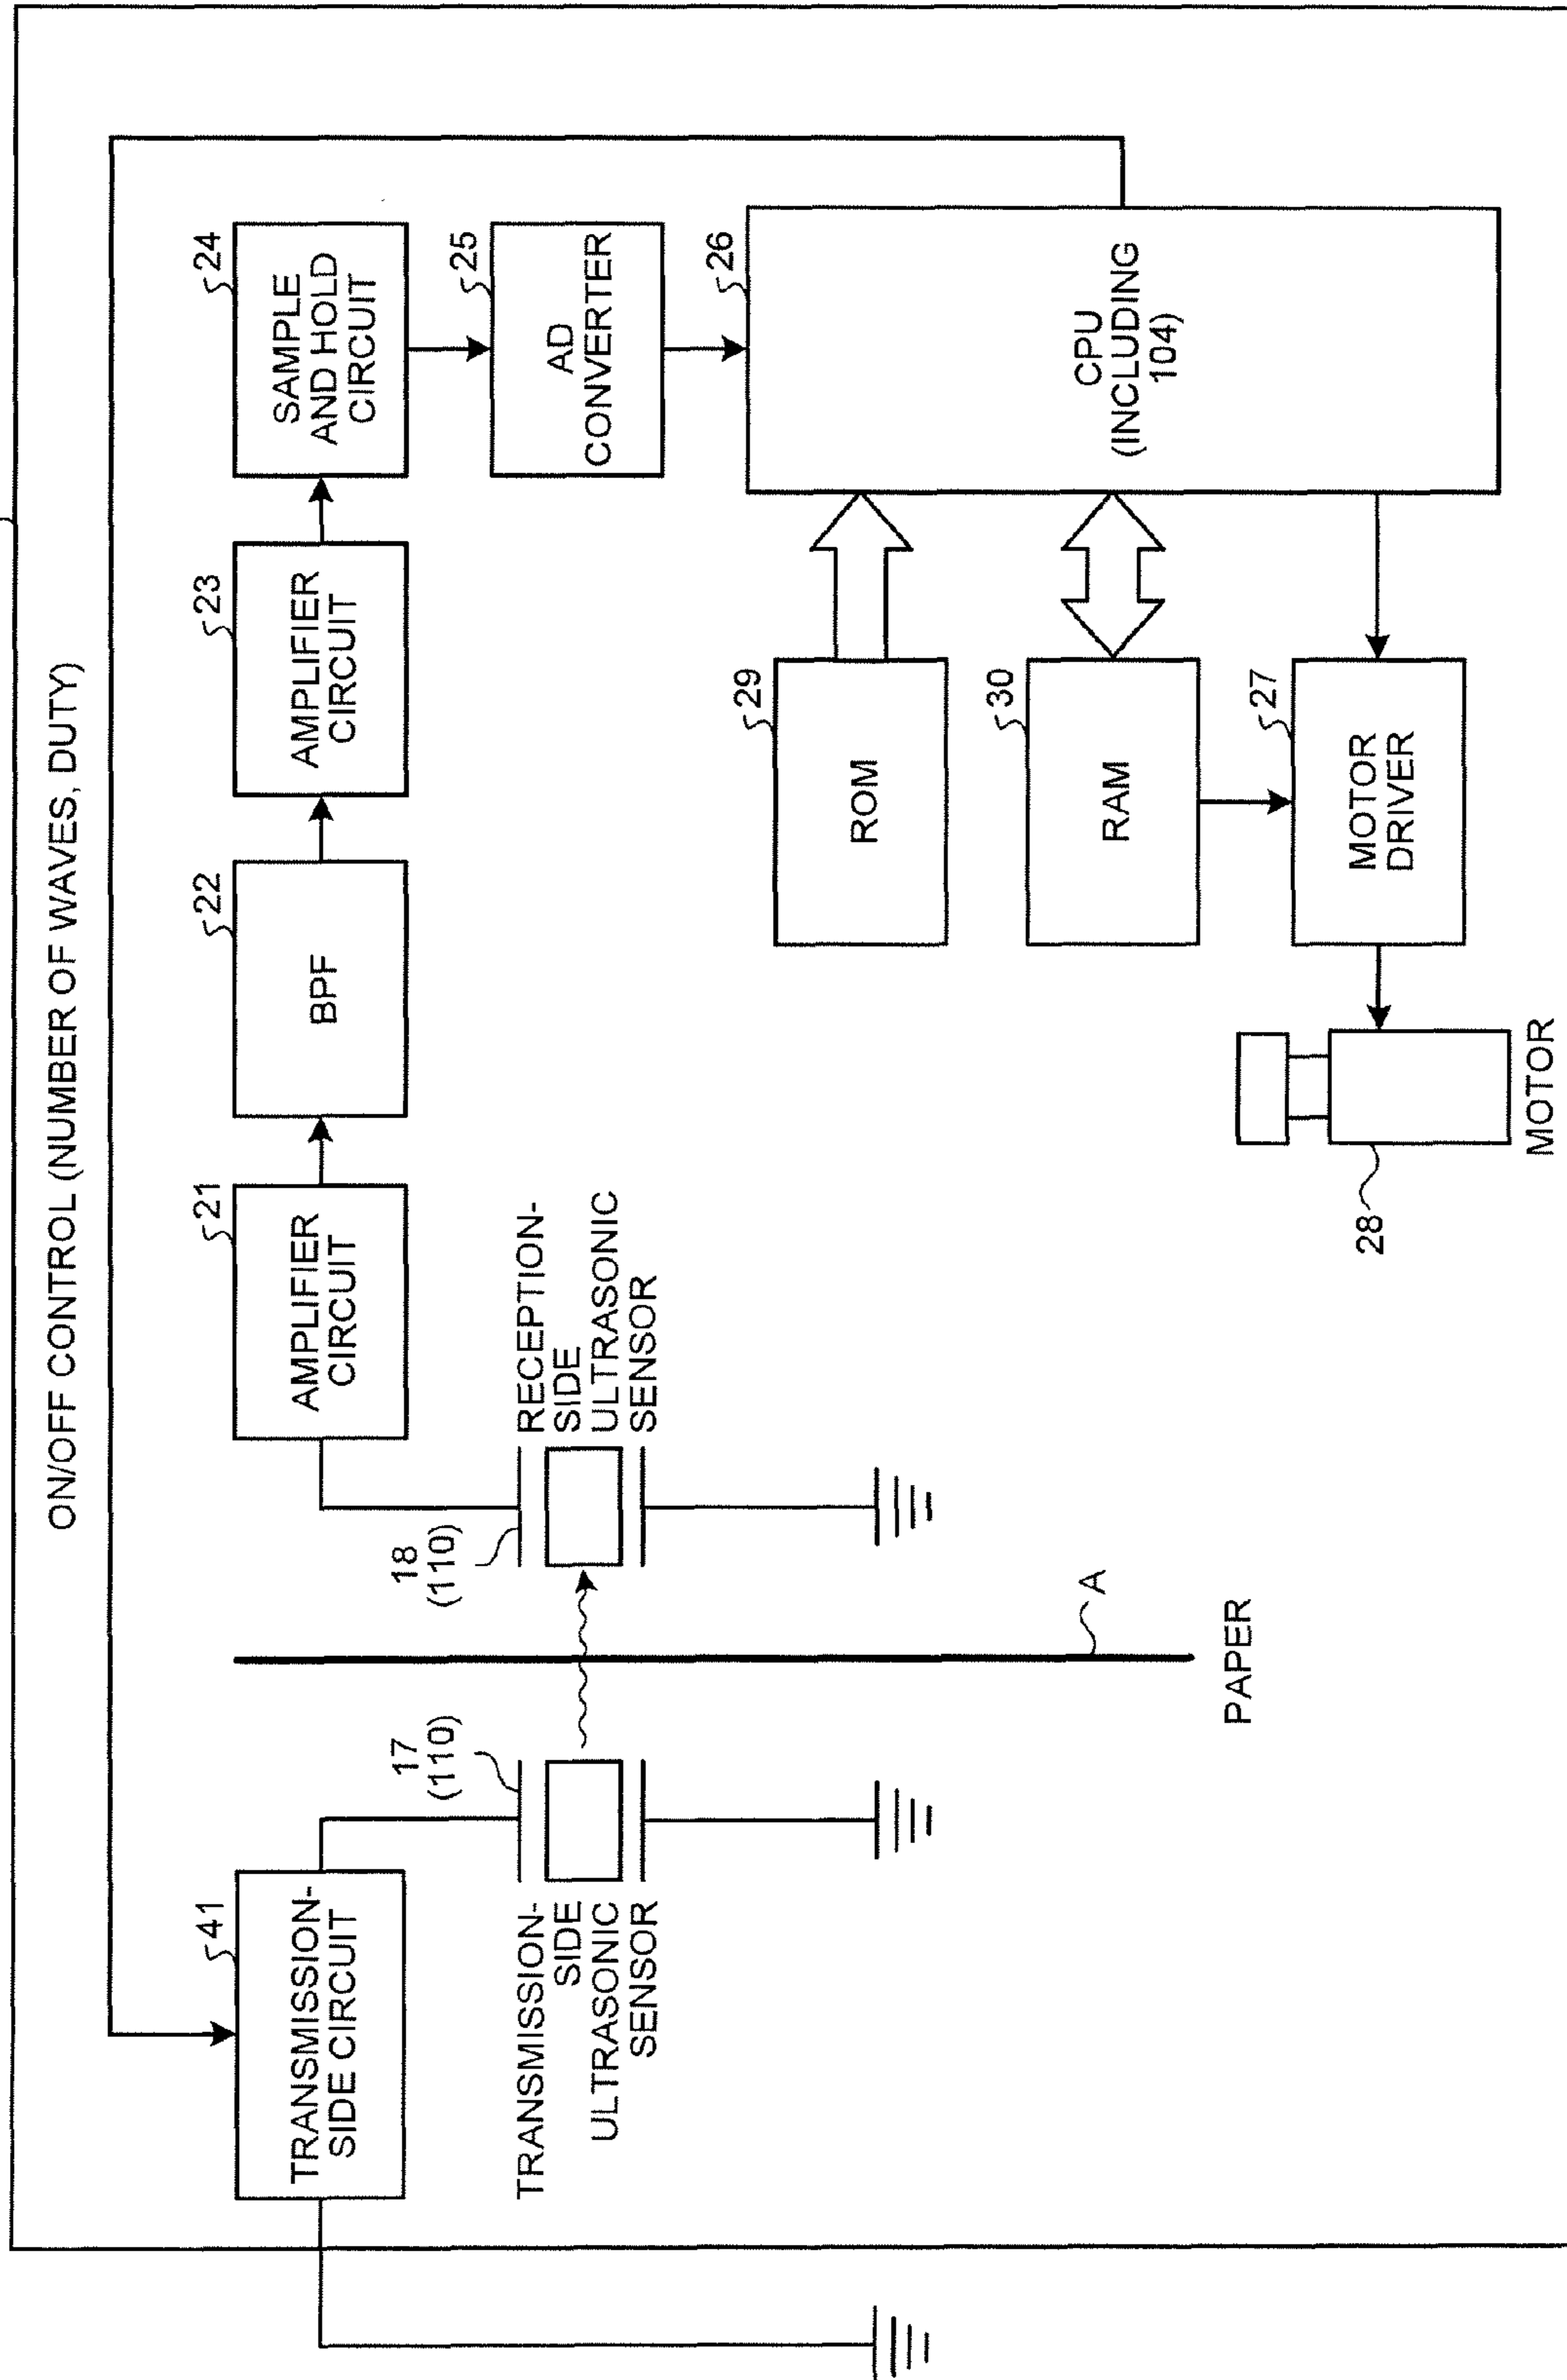 ON/OFF CONTROL (NUMBER OF WAVES, DUTY)
41
TRANSMISSION-
SIDE CIRCUIT
21
AMPLIFIER
CIRCUIT
22
BPF
23
AMPLIFIER
CIRCUIT
24
SAMPLE
AND HOLD
CIRCUIT
17
(110)
TRANSMISSION-
SIDE
ULTRASONIC
SENSOR
18
(110)
RECEPTION-
SIDE
ULTRASONIC
SENSOR
25
AD
CONVERTER
A
PAPER
29
ROM
26
CPU
(INCLUDING
104)
30
RAM
27
MOTOR
DRIVER
28
MOTOR